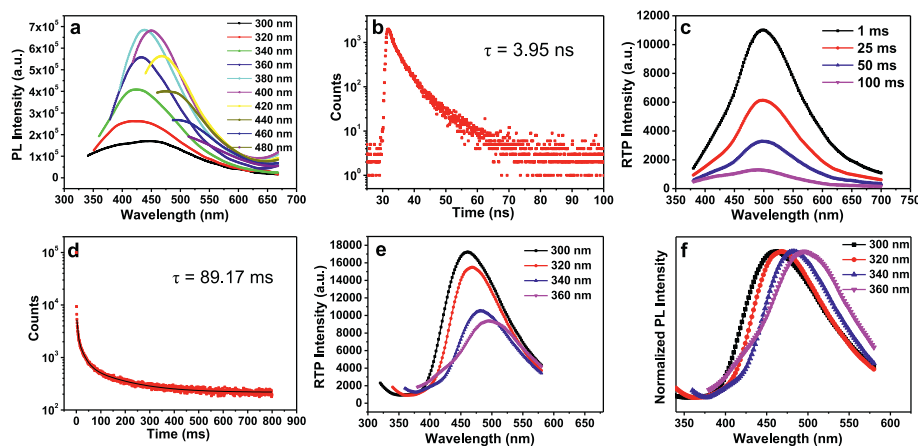 a
PL Intensity (a.u.)
7x10⁵
6x10⁵
5x10⁵
4x10⁵
3x10⁵
2x10⁵
1x10⁵
0
300 350 400 450 500 550 600 650 700
Wavelength (nm)
300 nm
320 nm
340 nm
360 nm
380 nm
400 nm
420 nm
440 nm
460 nm
480 nm
b
τ = 3.95 ns
Counts
10³
10²
10¹
10⁰
30 40 50 60 70 80 90 100
Time (ns)
c
RTP Intensity (a.u.)
12000
10000
8000
6000
4000
2000
0
350 400 450 500 550 600 650 700 750
Wavelength (nm)
1 ms
25 ms
50 ms
100 ms
d
τ = 89.17 ms
Counts
10⁵
10⁴
10³
10²
0 100 200 300 400 500 600 700 800
Time (ms)
e
RTP Intensity (a.u.)
18000
16000
14000
12000
10000
8000
6000
4000
2000
0
350 400 450 500 550 600 650
Wavelength (nm)
300 nm
320 nm
340 nm
360 nm
f
Normalized PL Intensity
350 400 450 500 550 600
Wavelength (nm)
300 nm
320 nm
340 nm
360 nm